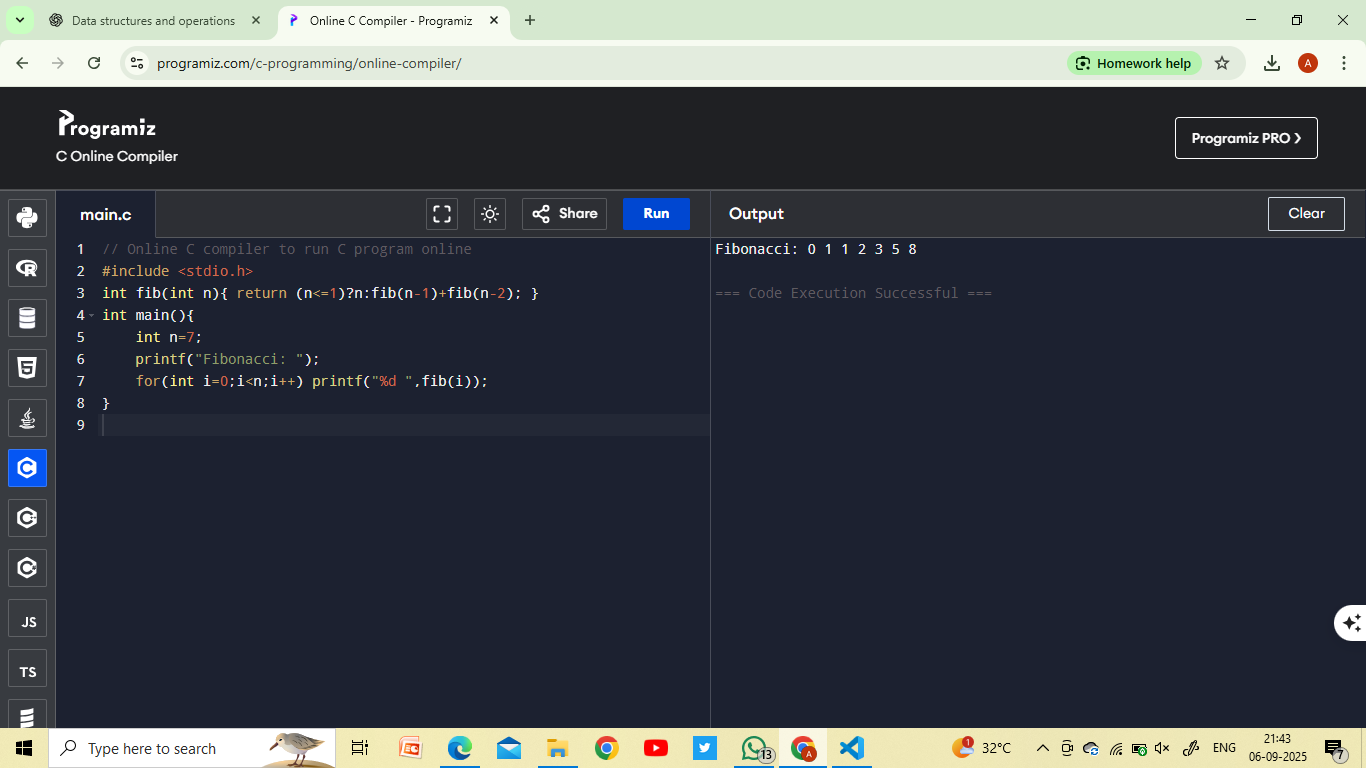 Data structures and operations
Online C Compiler - Programiz
programiz.com/c-programming/online-compiler/
Homework help
A
Programiz
C Online Compiler
Programiz PRO
main.c
Share
Run
Output
Clear
1 // Online C compiler to run C program online
2 #include <stdio.h>
3 int fib(int n){ return (n<=1)?n:fib(n-1)+fib(n-2); }
4 int main(){
5 int n=7;
6 printf("Fibonacci: ");
7 for(int i=0;i<n;i++) printf("%d ",fib(i));
8 }
9
Fibonacci: 0 1 1 2 3 5 8
=== Code Execution Successful ===
JS
TS
Type here to search
13
A
1
32°C
ENG
21:43
06-09-2025
7